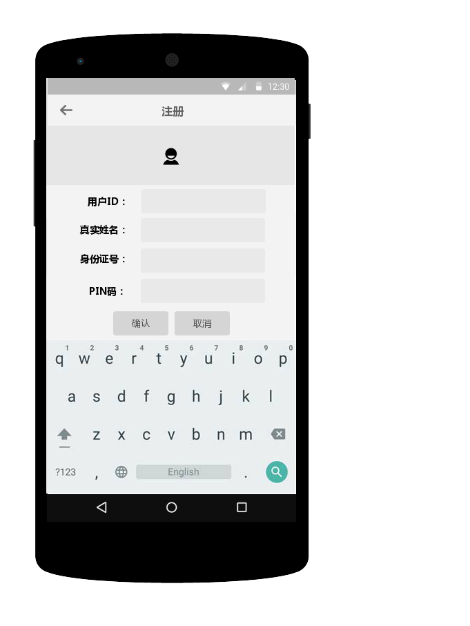 12:30
注册
用户ID：
真实姓名：
身份证号：
PIN码：
确认 取消
1 2 3 4 5 6 7 8 9 0
q w e r t y u i o p
a s d f g h j k l
z x c v b n m
?123 , English .